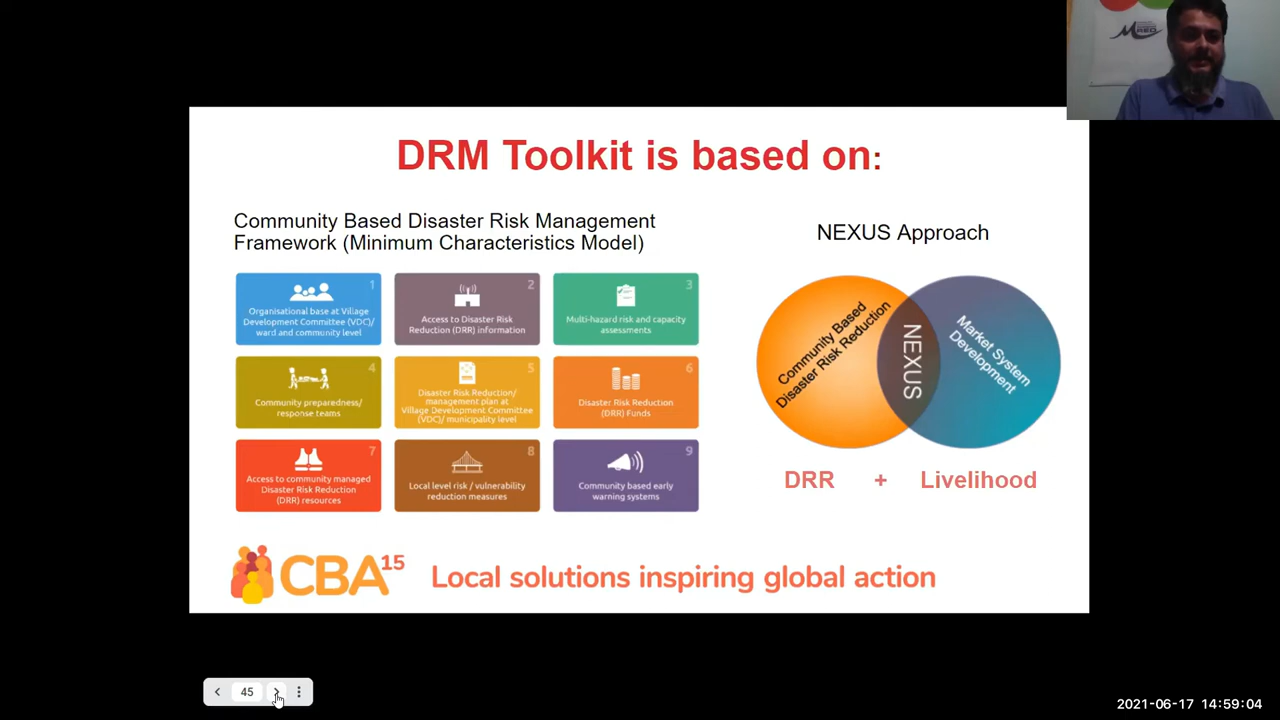 DRM Toolkit is based on:
Community Based Disaster Risk Management
Framework (Minimum Characteristics Model)
NEXUS Approach
1
Organisational base at Village
Development Committee (VDC)/
ward and community level
2
Access to Disaster Risk
Reduction (DRR) information
3
Multi-hazard risk and capacity
assessments
4
Community preparedness/
response teams
5
Disaster Risk Reduction/
management plan at
Village Development Committee
(VDC)/ municipality level
6
Disaster Risk Reduction
(DRR) Funds
7
Access to community managed
Disaster Risk Reduction
(DRR) resources
8
Local level risk / vulnerability
reduction measures
9
Community based early
warning systems
Community Based
Disaster Risk Reduction
NEXUS
Market System
Development
DRR + Livelihood
CBA15
Local solutions inspiring global action
45
2021-06-17 14:59:04